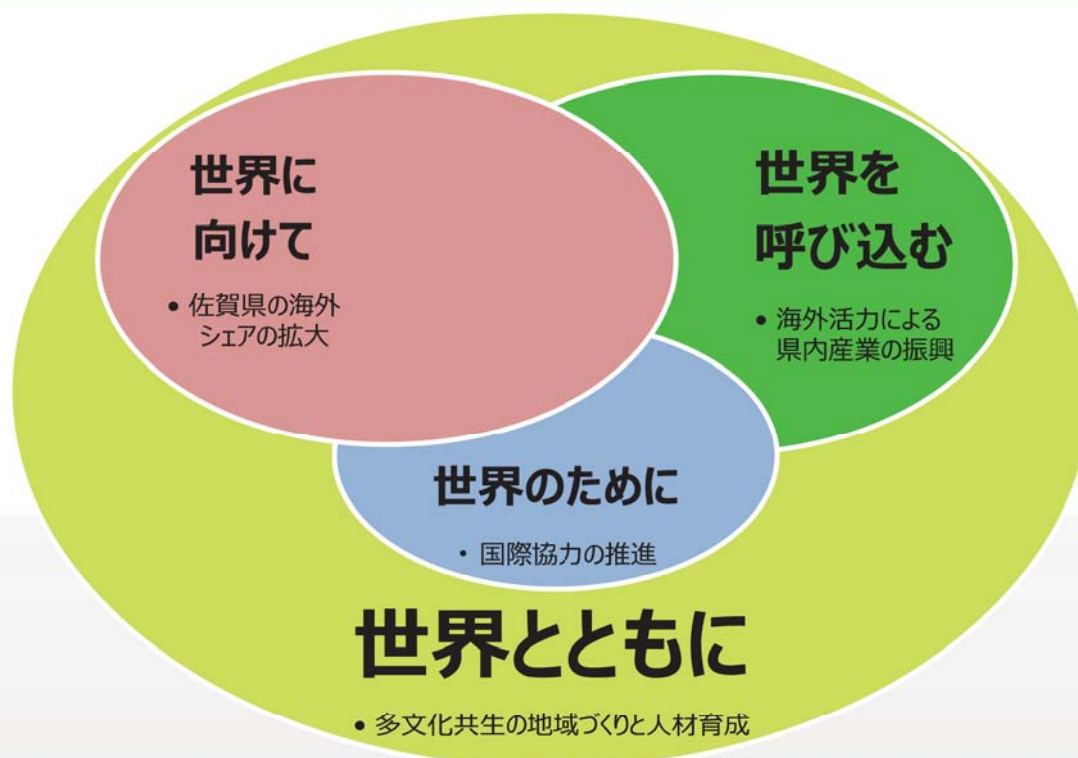 世界に
向けて
• 佐賀県の海外
シェアの拡大
世界を
呼び込む
• 海外活力による
県内産業の振興
世界のために
• 国際協力の推進
世界とともに
• 多文化共生の地域づくりと人材育成